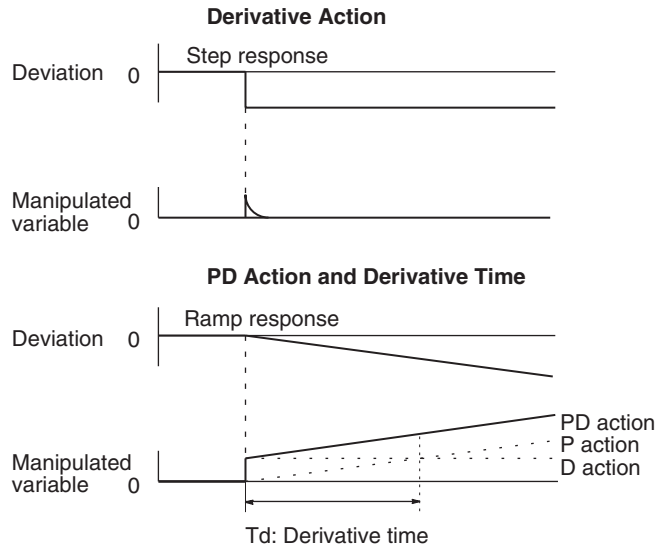 Derivative Action
Step response
Deviation 0
Manipulated
variable 0
PD Action and Derivative Time
Ramp response
Deviation 0
PD action
P action
D action
Manipulated
variable 0
Td: Derivative time